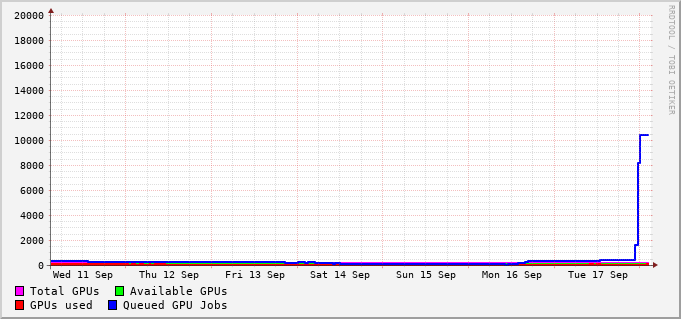 20000
18000
16000
14000
12000
10000
8000
6000
4000
2000
0
Wed 11 Sep Thu 12 Sep Fri 13 Sep Sat 14 Sep Sun 15 Sep Mon 16 Sep Tue 17 Sep
Total GPUs Available GPUs
GPUs used Queued GPU Jobs
RRDTOOL / TOBI OETIKER